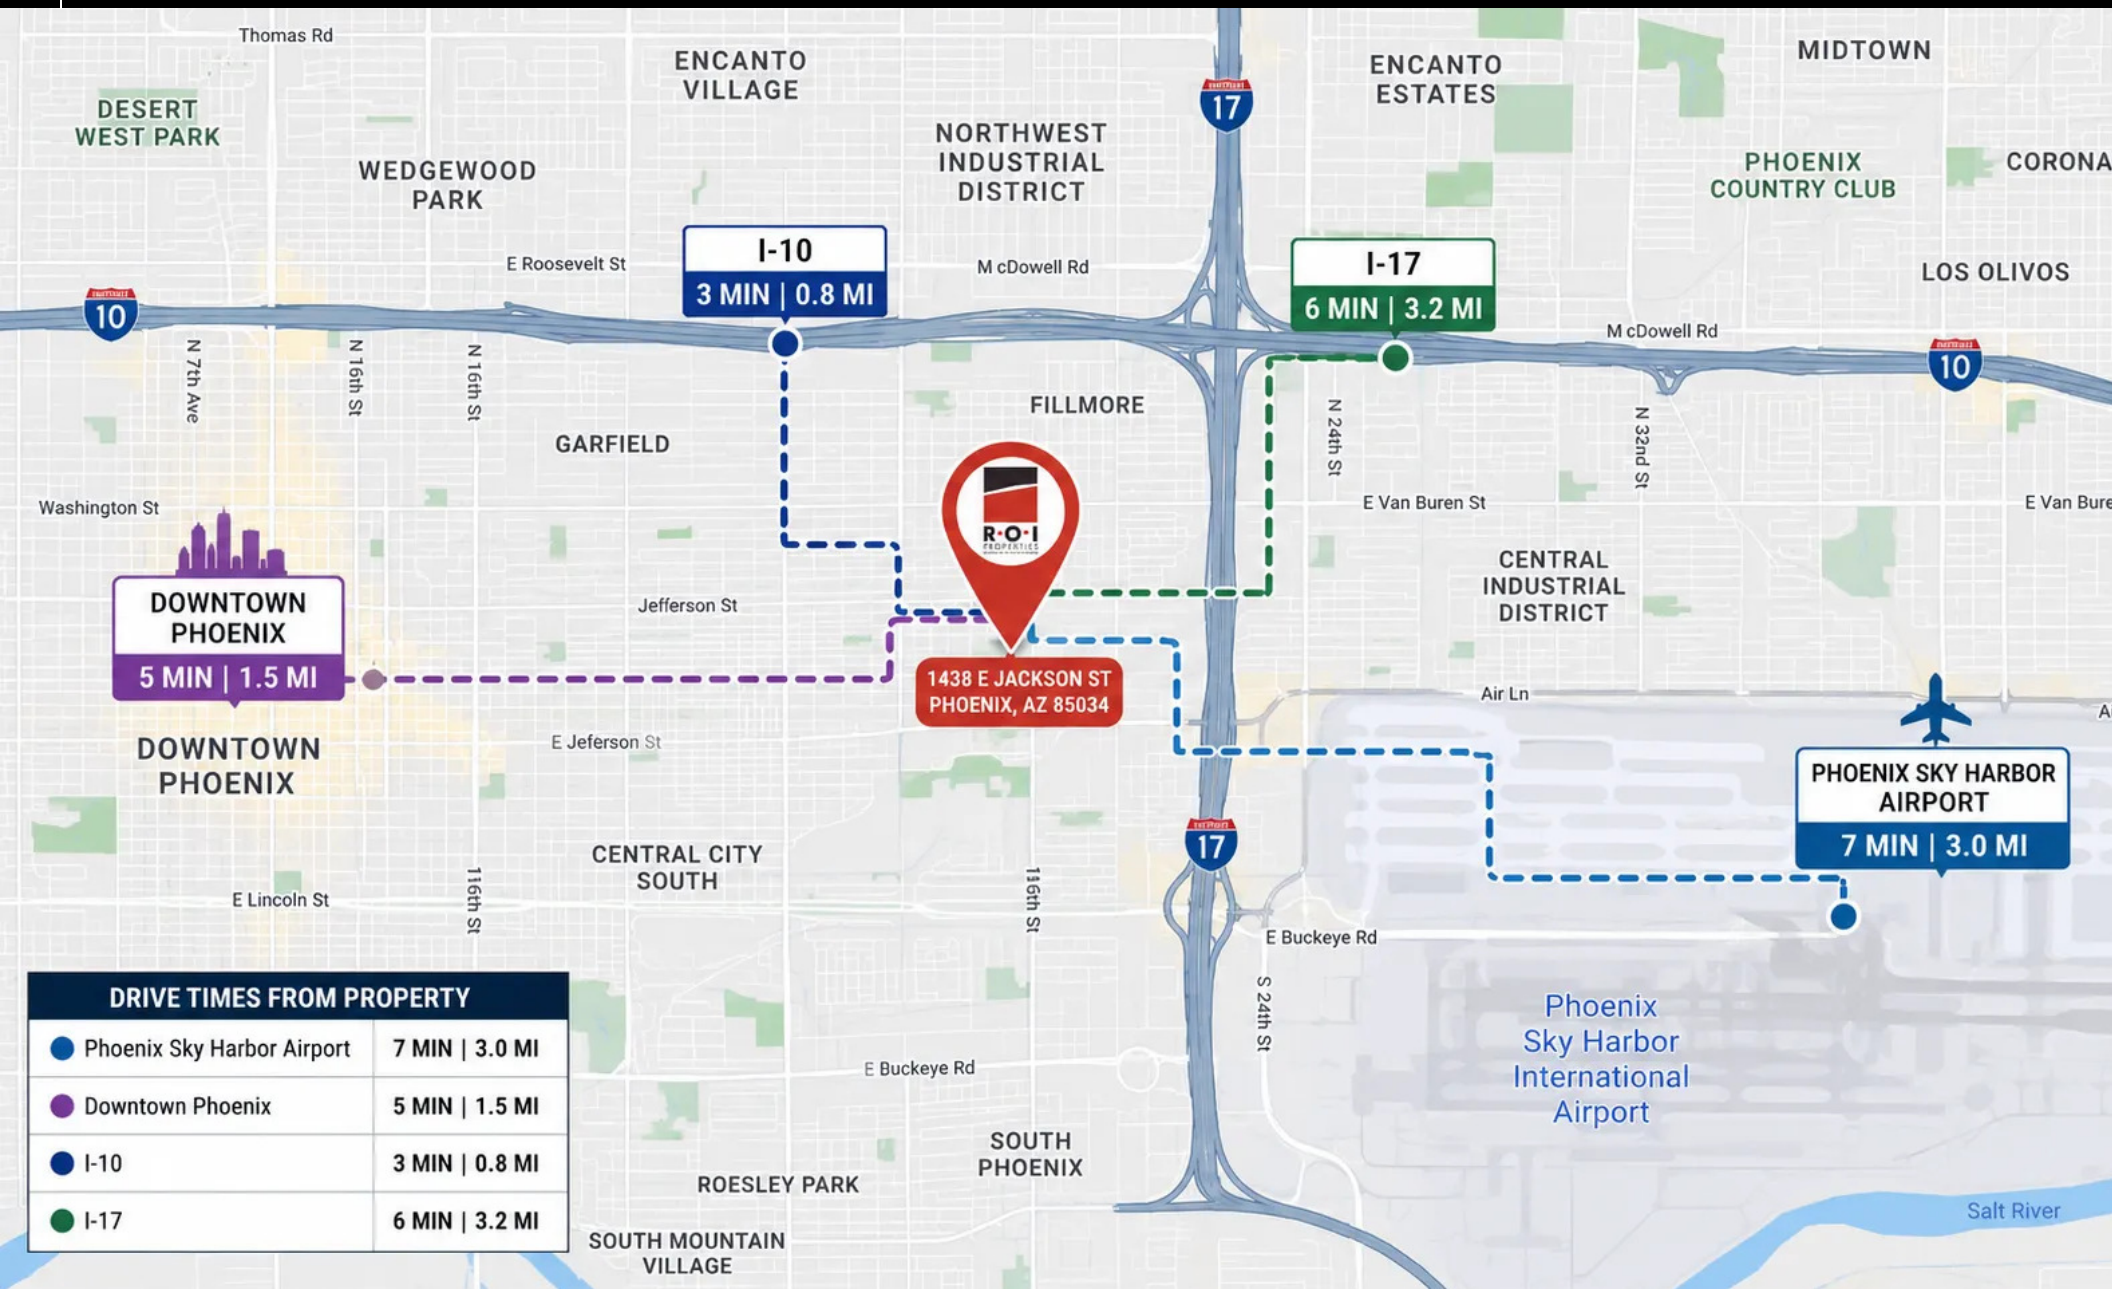 Thomas Rd
ENCANTO
VILLAGE
ENCANTO
ESTATES
MIDTOWN
DESERT
WEST PARK
17
WEDGEWOOD
PARK
NORTHWEST
INDUSTRIAL
DISTRICT
PHOENIX
COUNTRY CLUB
CORONA
E Roosevelt St
I-10
3 MIN | 0.8 MI
M cDowell Rd
I-17
6 MIN | 3.2 MI
LOS OLIVOS
10
M cDowell Rd
10
N 7th Ave
N 16th St
N 16th St
FILLMORE
N 24th St
N 32nd St
GARFIELD
Washington St
R·O·I
PROPERTIES
E Van Buren St
E Van Bure
CENTRAL
INDUSTRIAL
DISTRICT
DOWNTOWN
PHOENIX
5 MIN | 1.5 MI
Jefferson St
1438 E JACKSON ST
PHOENIX, AZ 85034
Air Ln
A
DOWNTOWN
PHOENIX
E Jeferson St
PHOENIX SKY HARBOR
AIRPORT
7 MIN | 3.0 MI
17
CENTRAL CITY
SOUTH
E Lincoln St
116th St
116th St
E Buckeye Rd
S 24th St
DRIVE TIMES FROM PROPERTY
Phoenix Sky Harbor Airport 7 MIN | 3.0 MI
Downtown Phoenix 5 MIN | 1.5 MI
I-10 3 MIN | 0.8 MI
I-17 6 MIN | 3.2 MI
Phoenix
Sky Harbor
International
Airport
E Buckeye Rd
SOUTH
PHOENIX
ROESLEY PARK
SOUTH MOUNTAIN
VILLAGE
Salt River